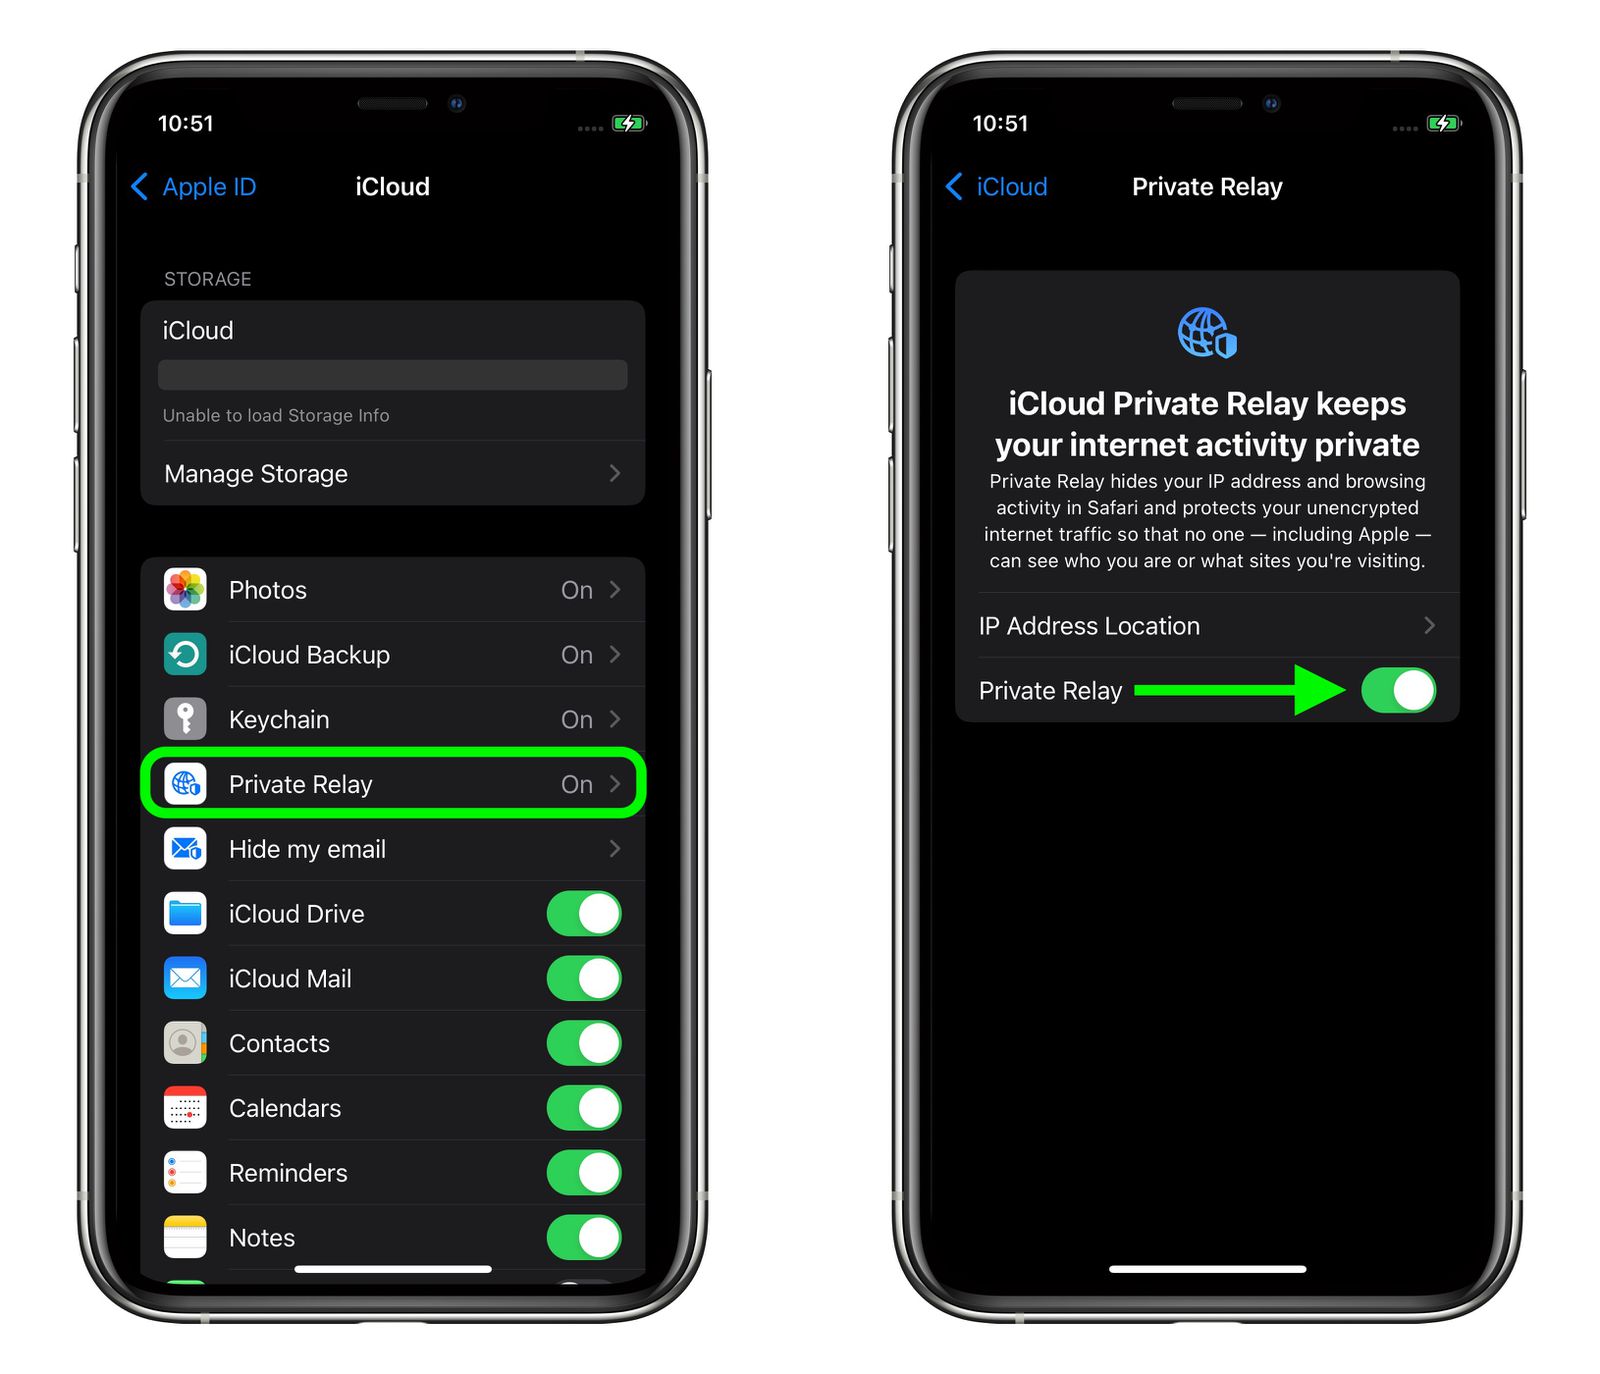 10:51
Apple ID
iCloud
STORAGE
iCloud
Unable to load Storage Info
Manage Storage
Photos On
iCloud Backup On
Keychain On
Private Relay On
Hide my email
iCloud Drive
iCloud Mail
Contacts
Calendars
Reminders
Notes
10:51
iCloud
Private Relay
iCloud Private Relay keeps
your internet activity private
Private Relay hides your IP address and browsing
activity in Safari and protects your unencrypted
internet traffic so that no one — including Apple —
can see who you are or what sites you're visiting.
IP Address Location
Private Relay